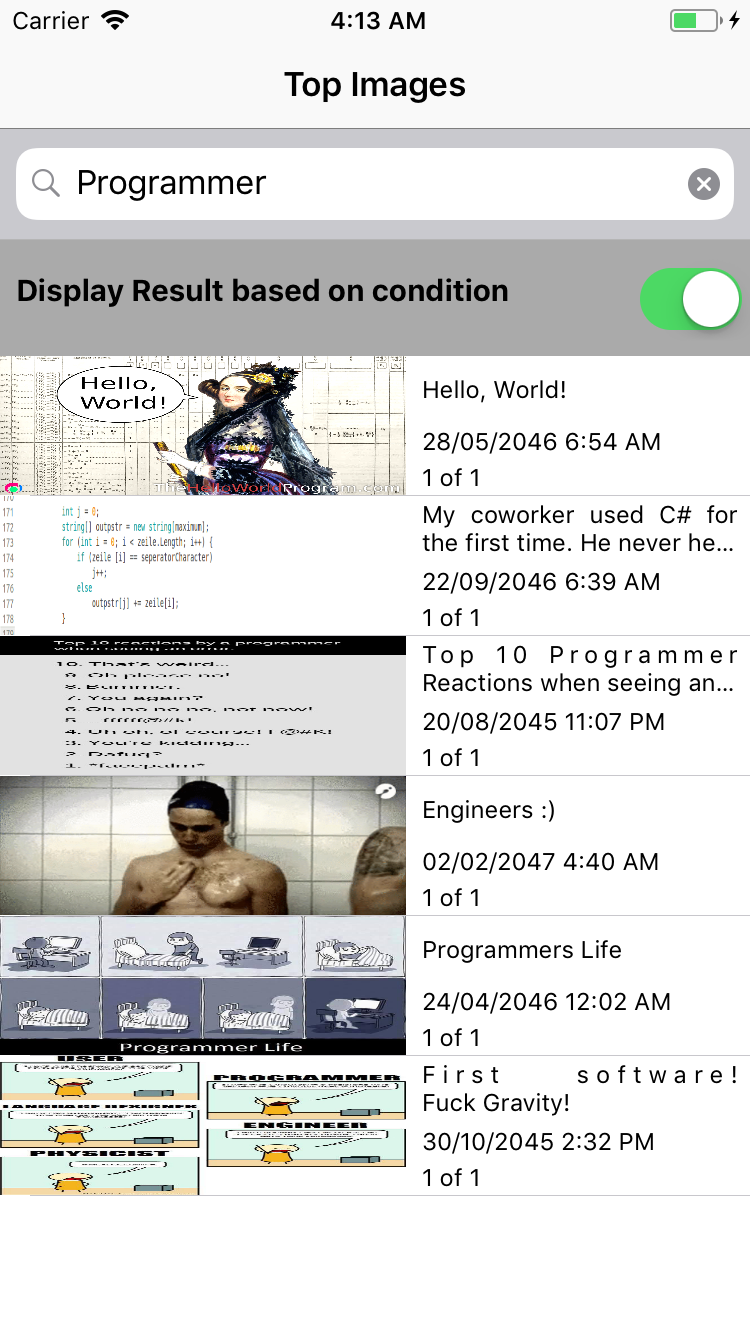 Carrier 4:13 AM
Top Images
Programmer
Display Result based on condition
Hello,
World!
TheHelloWorldProgram.com
Hello, World!
28/05/2046 6:54 AM
1 of 1
170
171 int j = 0;
172 string[] outpstr = new string[maximum];
173 for (int i = 0; i < zeile.Length; i++) {
174 if (zeile [i] == seperatorCharacter)
175 j++;
176 else
177 outpstr[j] += zeile[i];
178 }
179
My coworker used C# for
the first time. He never he...
22/09/2046 6:39 AM
1 of 1
Top 10 reactions by a programmer
when seeing an error.
10. That's weird...
9. Oh please no!
8. Bummer.
7. You again?
6. Oh no no no, not now!
5. ffffff@#k!
4. Uh oh, of course! I @#K!
3. You're kidding...
2. Dafuq?
1. *facepalm*
Top 10 Programmer
Reactions when seeing an...
20/08/2045 11:07 PM
1 of 1
Engineers :)
02/02/2047 4:40 AM
1 of 1
Programmer Life
Programmers Life
24/04/2046 12:02 AM
1 of 1
USER
PROGRAMMER
ENGINEER
PHYSICIST
First software!
Fuck Gravity!
30/10/2045 2:32 PM
1 of 1